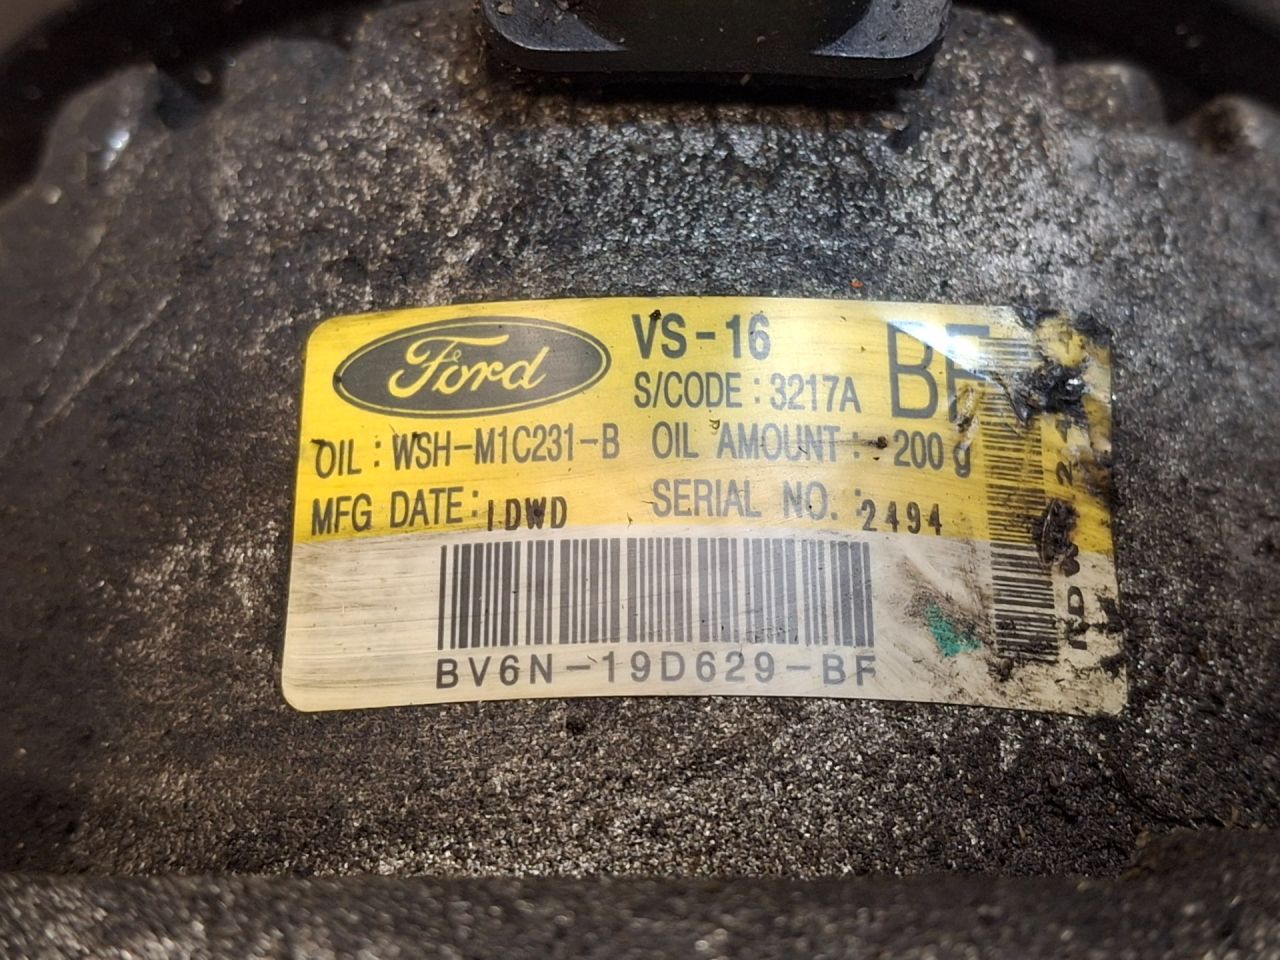 Ford
VS-16
BF
S/CODE : 3217A
OIL : WSH-M1C231-B OIL AMOUNT : 200 g
MFG DATE : 1DWD SERIAL NO. : 2494
BV6N-19D629-BF